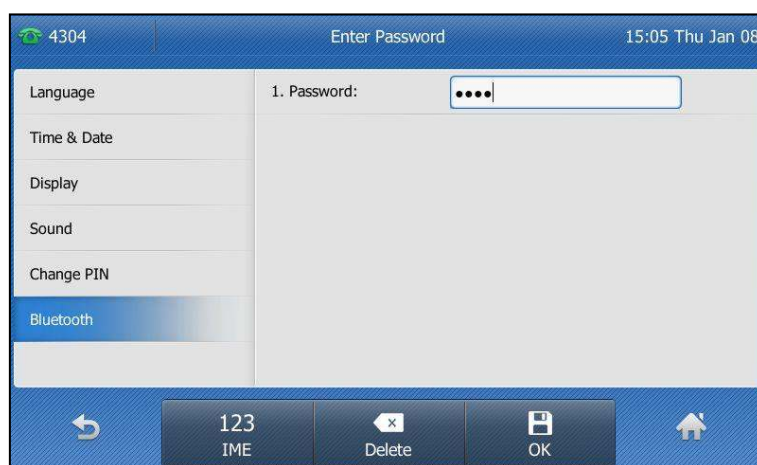 4304 Enter Password 15:05 Thu Jan 08
Language
Time & Date
Display
Sound
Change PIN
Bluetooth
1. Password: ••••
123
IME
Delete
OK